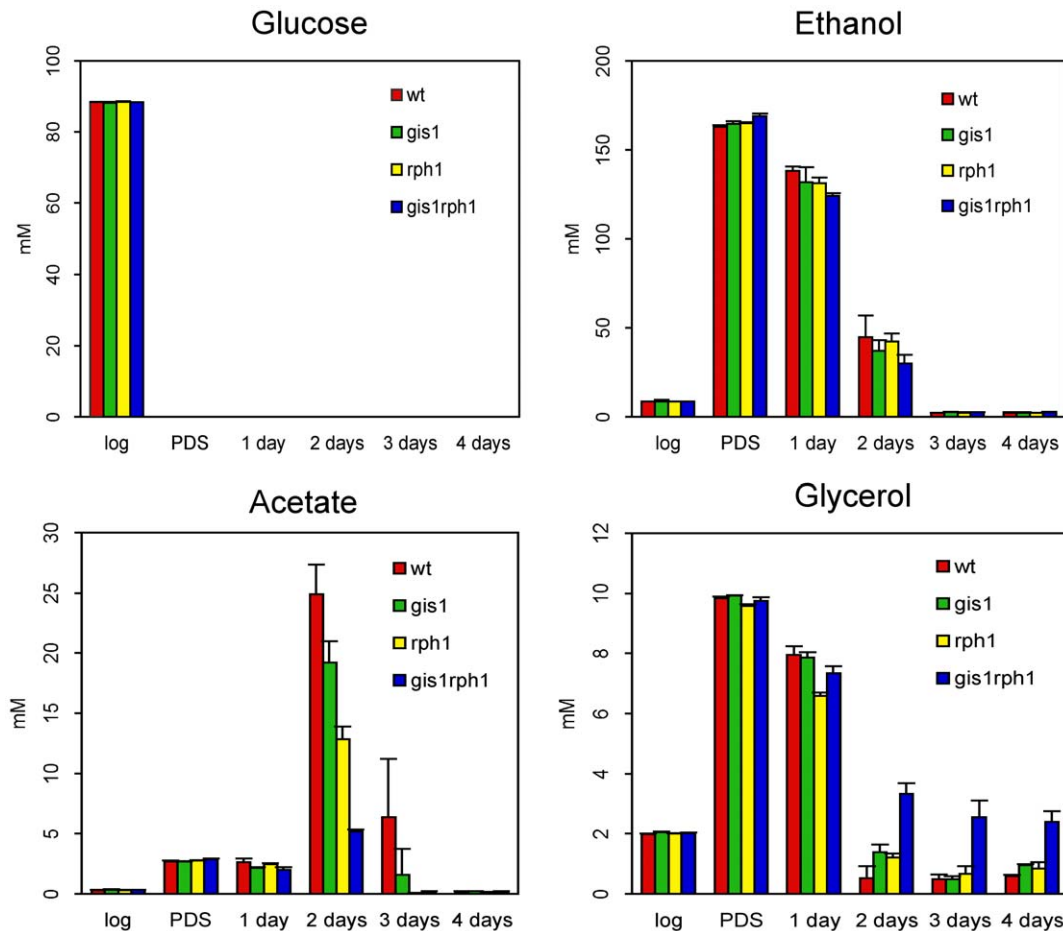 Glucose
mM
100
80
60
40
20
0
wt
gis1
rph1
gis1rph1
log PDS 1 day 2 days 3 days 4 days
Ethanol
mM
200
150
100
50
0
wt
gis1
rph1
gis1rph1
log PDS 1 day 2 days 3 days 4 days
Acetate
mM
30
25
20
15
10
5
0
wt
gis1
rph1
gis1rph1
log PDS 1 day 2 days 3 days 4 days
Glycerol
mM
12
10
8
6
4
2
0
wt
gis1
rph1
gis1rph1
log PDS 1 day 2 days 3 days 4 days